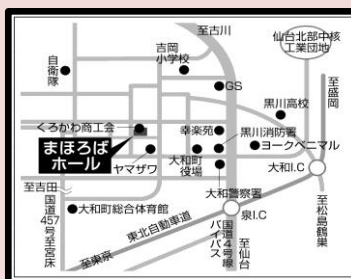 至古川
仙台北部中核
工業団地
吉岡
小学校
自衛隊
至盛岡
GS
黒川高校
くろかわ商工会
幸楽苑
黒川消防署
ヨークベニマル
まほろば
ホール
ヤマザワ
大和町
役場
大和I.C
至吉田
大和警察署
大和町総合体育館
泉I.C
国道457号至宮床
東北自動車道
国道4号線
バイパス
至松島鶴巣
至東京
至仙台